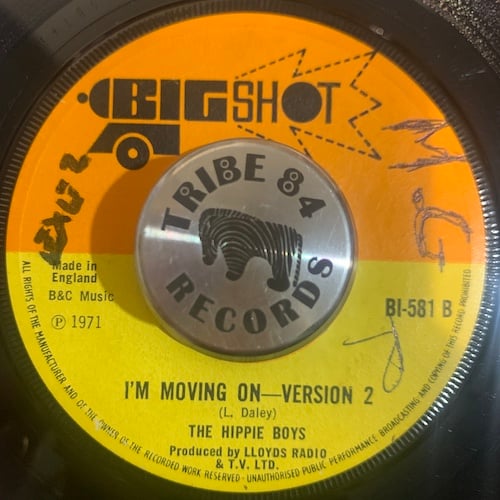 BIGSHOT
TRIBE 84
RECORDS
M.G
Made in
England
B&C Music
Ⓟ 1971
BI-581 B
I'M MOVING ON—VERSION 2
(L. Daley)
THE HIPPIE BOYS
Produced by LLOYDS RADIO
& T.V. LTD.
ALL RIGHTS OF THE MANUFACTURER AND OF THE OWNER OF THE RECORDED WORK RESERVED - UNAUTHORISED PUBLIC PERFORMANCE BROADCASTING AND COPYING OF THIS RECORD PROHIBITED